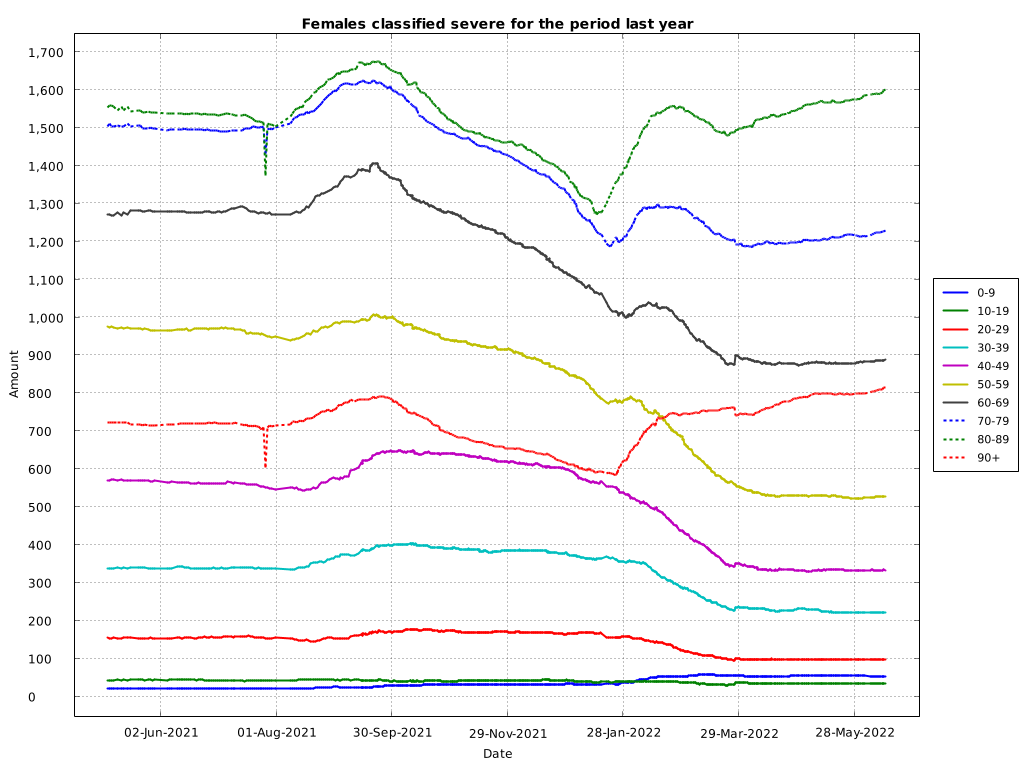 Females classified severe for the period last year
1,700
1,600
1,500
1,400
1,300
1,200
1,100
1,000
900
800
700
600
500
400
300
200
100
0
Amount
02-Jun-2021
01-Aug-2021
30-Sep-2021
29-Nov-2021
28-Jan-2022
29-Mar-2022
28-May-2022
Date
0-9
10-19
20-29
30-39
40-49
50-59
60-69
70-79
80-89
90+